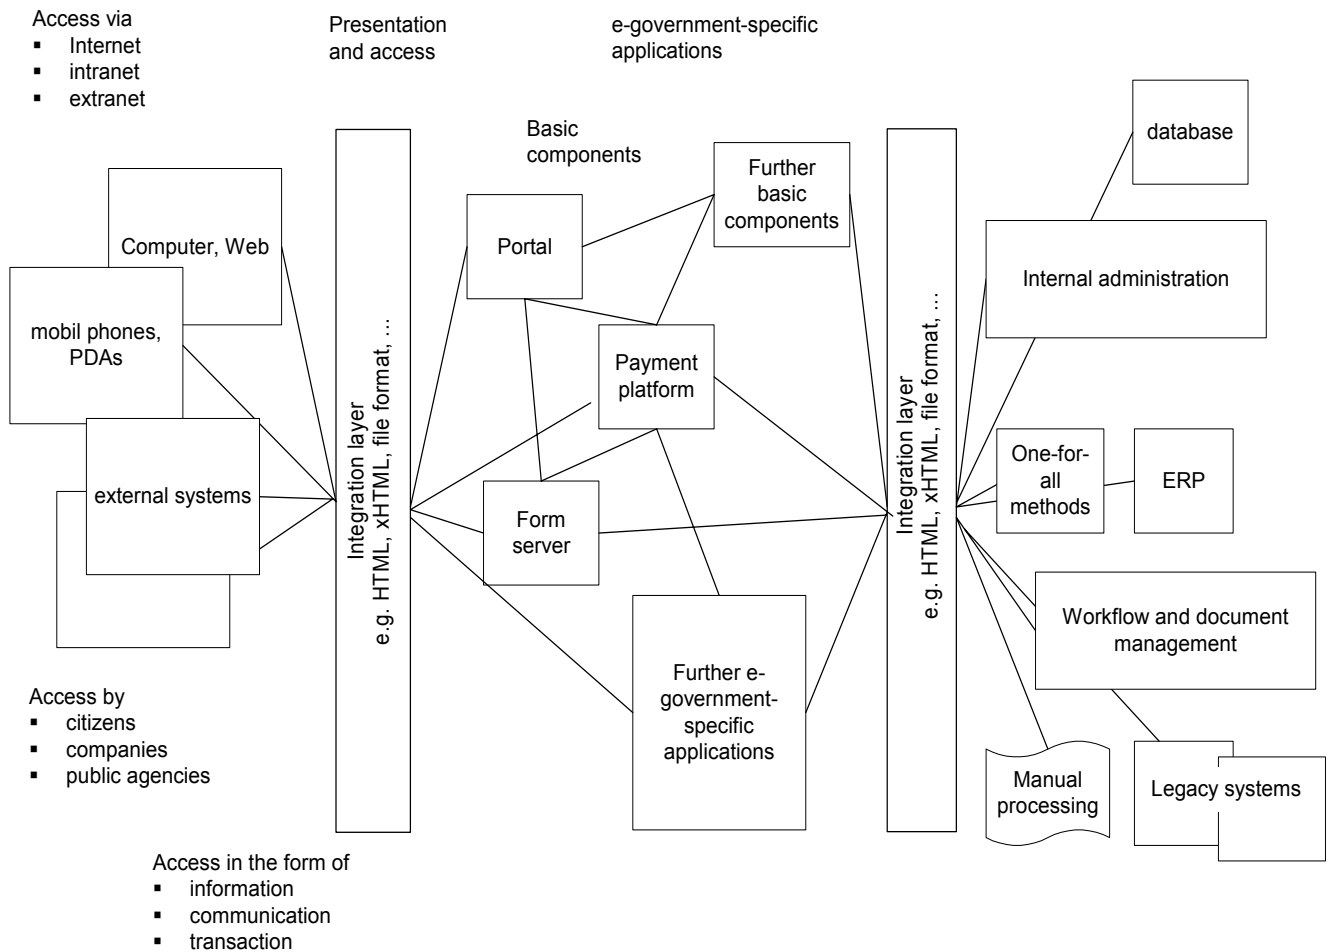 Access via
▪ Internet
▪ intranet
▪ extranet
Presentation
and access
e-government-specific
applications
Basic
components
Computer, Web
mobil phones,
PDAs
external systems
Integration layer
e.g. HTML, xHTML, file format, ...
Portal
Further
basic
components
Payment
platform
Form
server
Further e-
government-
specific
applications
Integration layer
e.g. HTML, xHTML, file format, ...
database
Internal administration
One-for-
all
methods
ERP
Workflow and document
management
Manual
processing
Legacy systems
Access by
▪ citizens
▪ companies
▪ public agencies
Access in the form of
▪ information
▪ communication
▪ transaction